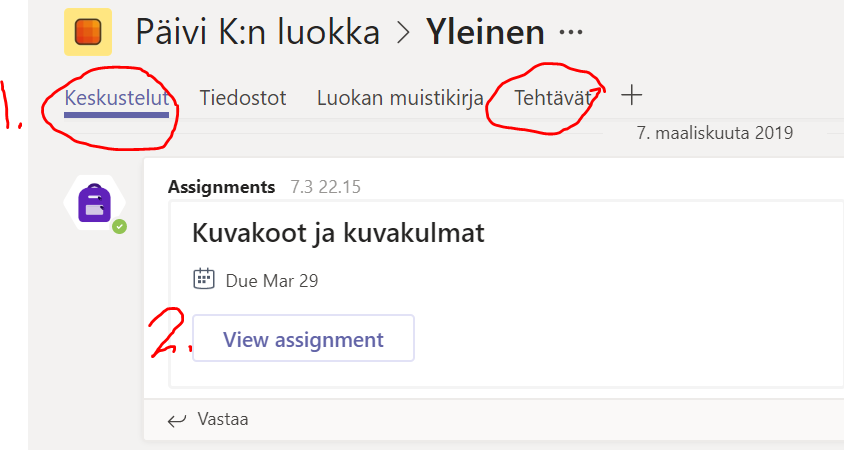 Päivi K:n luokka > Yleinen ···
1. Keskustelut Tiedostot Luokan muistikirja Tehtävät +
7. maaliskuuta 2019
Assignments 7.3 22.15
Kuvakoot ja kuvakulmat
Due Mar 29
2. View assignment
Vastaa